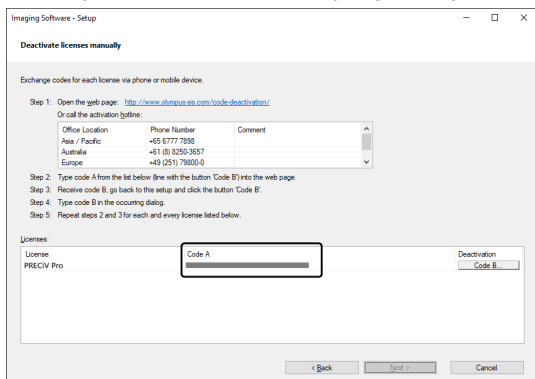 Imaging Software - Setup
Deactivate licenses manually
Exchange codes for each license via phone or mobile device.
Step 1: Open the web page: http://www.olympus-sis.com/code-deactivation/
Or call the activation hotline:
Office Location Phone Number Comment
Asia / Pacific +65 6777 7898
Australia +61 (8) 8250-3657
Europe +49 (251) 79800-0
Step 2: Type code A from the list below (line with the button 'Code B') into the web page.
Step 3: Receive code B, go back to this setup and click the button 'Code B'.
Step 4: Type code B in the occurring dialog.
Step 5: Repeat steps 2 and 3 for each and every license listed below.
Licenses:
License Code A Deactivation
PRECiV Pro Code B...
< Back Next > Cancel